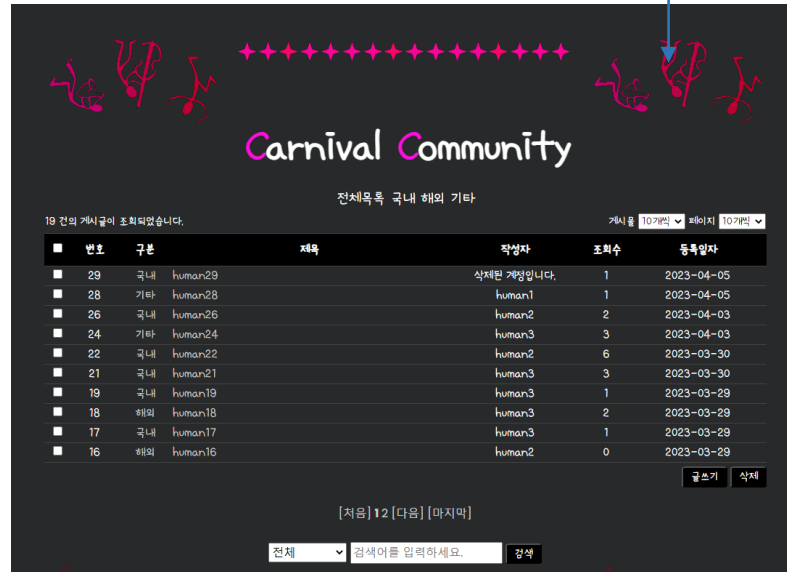 Carnival Community
전체목록 국내 해외 기타
19 건의 게시글이 조회되었습니다. 게시물 10개씩 페이지 10개씩
번호 구분 제목 작성자 조회수 등록일자
29 국내 human29 삭제된 계정입니다. 1 2023-04-05
28 기타 human28 human1 1 2023-04-05
26 국내 human26 human2 2 2023-04-03
24 기타 human24 human3 3 2023-04-03
22 국내 human22 human2 6 2023-03-30
21 국내 human21 human3 3 2023-03-30
19 국내 human19 human3 1 2023-03-29
18 해외 human18 human3 2 2023-03-29
17 국내 human17 human3 1 2023-03-29
16 해외 human16 human2 0 2023-03-29
글쓰기 삭제
[처음] 1 2 [다음] [마지막]
전체 검색어를 입력하세요. 검색